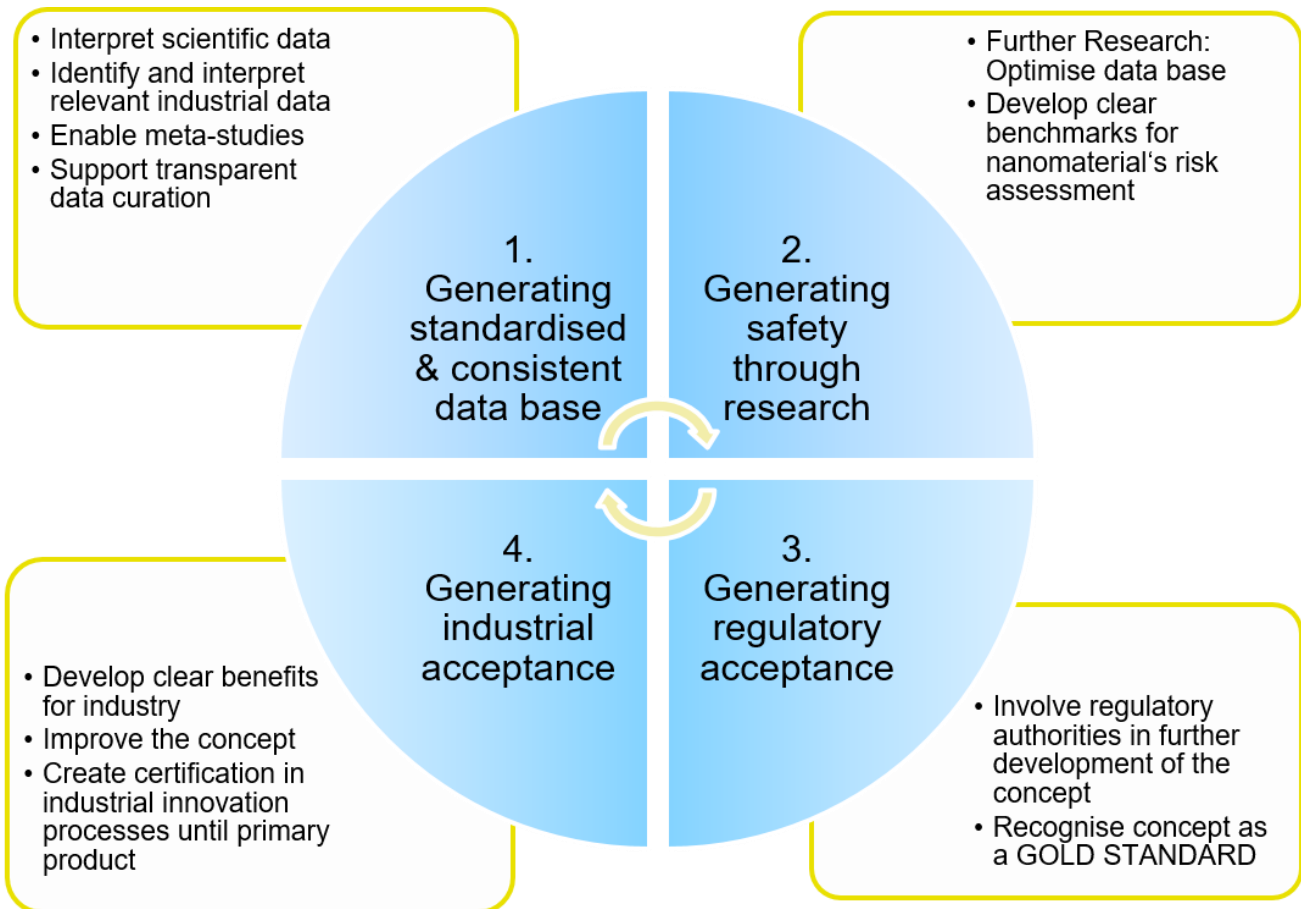 • Interpret scientific data
• Identify and interpret
relevant industrial data
• Enable meta-studies
• Support transparent
data curation
• Further Research:
Optimise data base
• Develop clear
benchmarks for
nanomaterial‘s risk
assessment
1.
Generating
standardised
& consistent
data base
2.
Generating
safety
through
research
4.
Generating
industrial
acceptance
3.
Generating
regulatory
acceptance
• Develop clear benefits
for industry
• Improve the concept
• Create certification in
industrial innovation
processes until primary
product
• Involve regulatory
authorities in further
development of the
concept
• Recognise concept as
a GOLD STANDARD